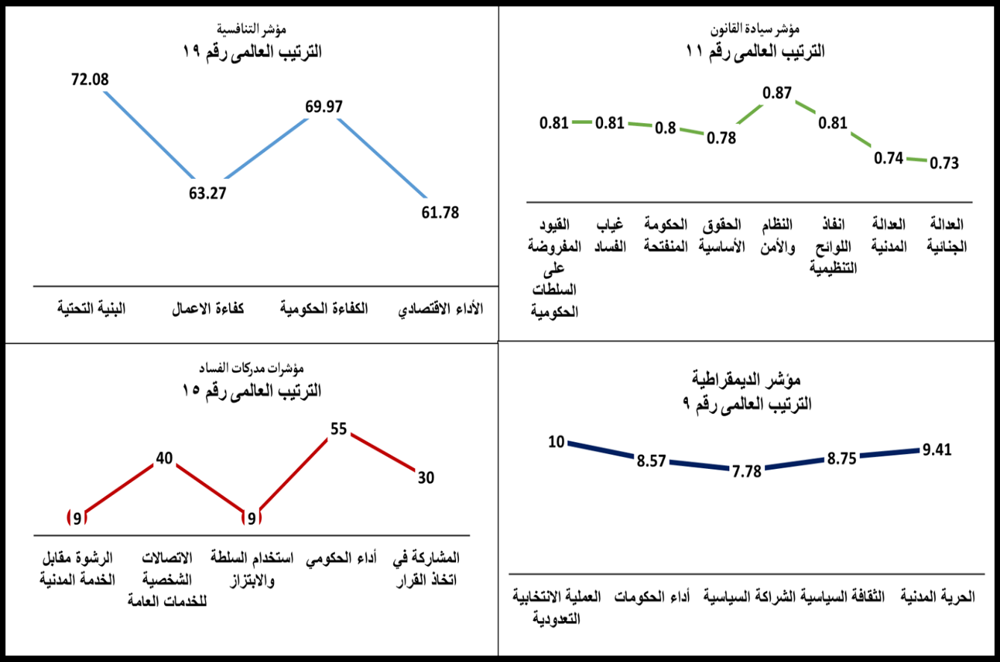 مؤشر سيادة القانون
الترتيب العالمى رقم ١١
0.81
0.81
0.8
0.78
0.87
0.81
0.74
0.73
القيود
المفروضة
على
السلطات
الحكومية
غياب
الفساد
الحكومة
المنفتحة
الحقوق
الأساسية
النظام
والأمن
انفاذ
اللوائح
التنظيمية
العدالة
المدنية
العدالة
الجنائية
مؤشر التنافسية
الترتيب العالمى رقم ١٩
72.08
63.27
69.97
61.78
البنية التحتية
كفاءة الاعمال
الكفاءة الحكومية
الأداء الاقتصادي
مؤشر الديمقراطية
الترتيب العالمى رقم ٩
10
8.57
7.78
8.75
9.41
العملية الانتخابية
التعدودية
أداء الحكومات
الشراكة السياسية
الثقافة السياسية
الحرية المدنية
مؤشرات مدركات الفساد
الترتيب العالمى رقم ١٥
9
40
9
55
30
الرشوة مقابل
الخدمة المدنية
الاتصالات
الشخصية
للخدمات العامة
استخدام السلطة
والابتزاز
أداء الحكومي
المشاركة في
اتخاذ القرار